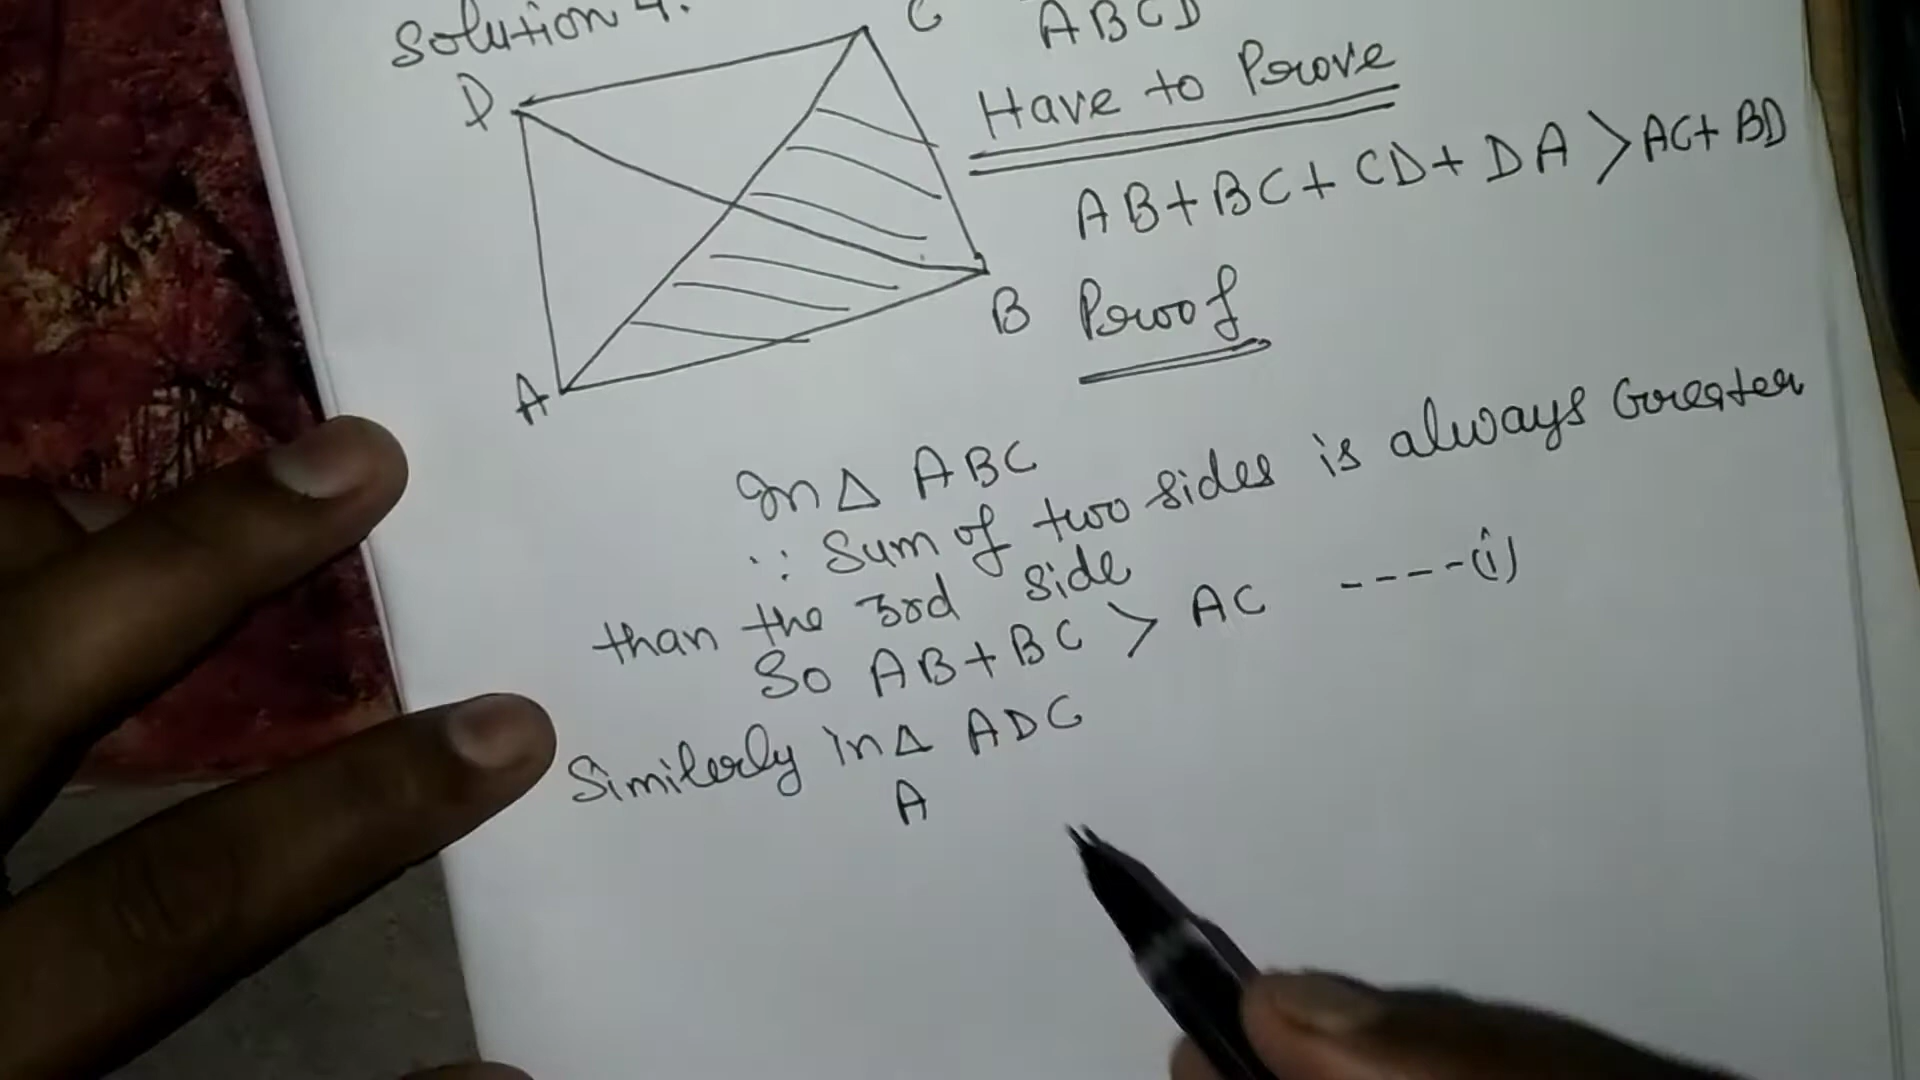 Solution 4.
ABCD
Have to Prove
AB+BC+CD+DA > AC+BD
Proof
D
C
B
A
In Δ ABC
∵ Sum of two sides is always Greater
than the 3rd side
So AB+BC > AC ----(i)
Similerly in Δ ADC
A